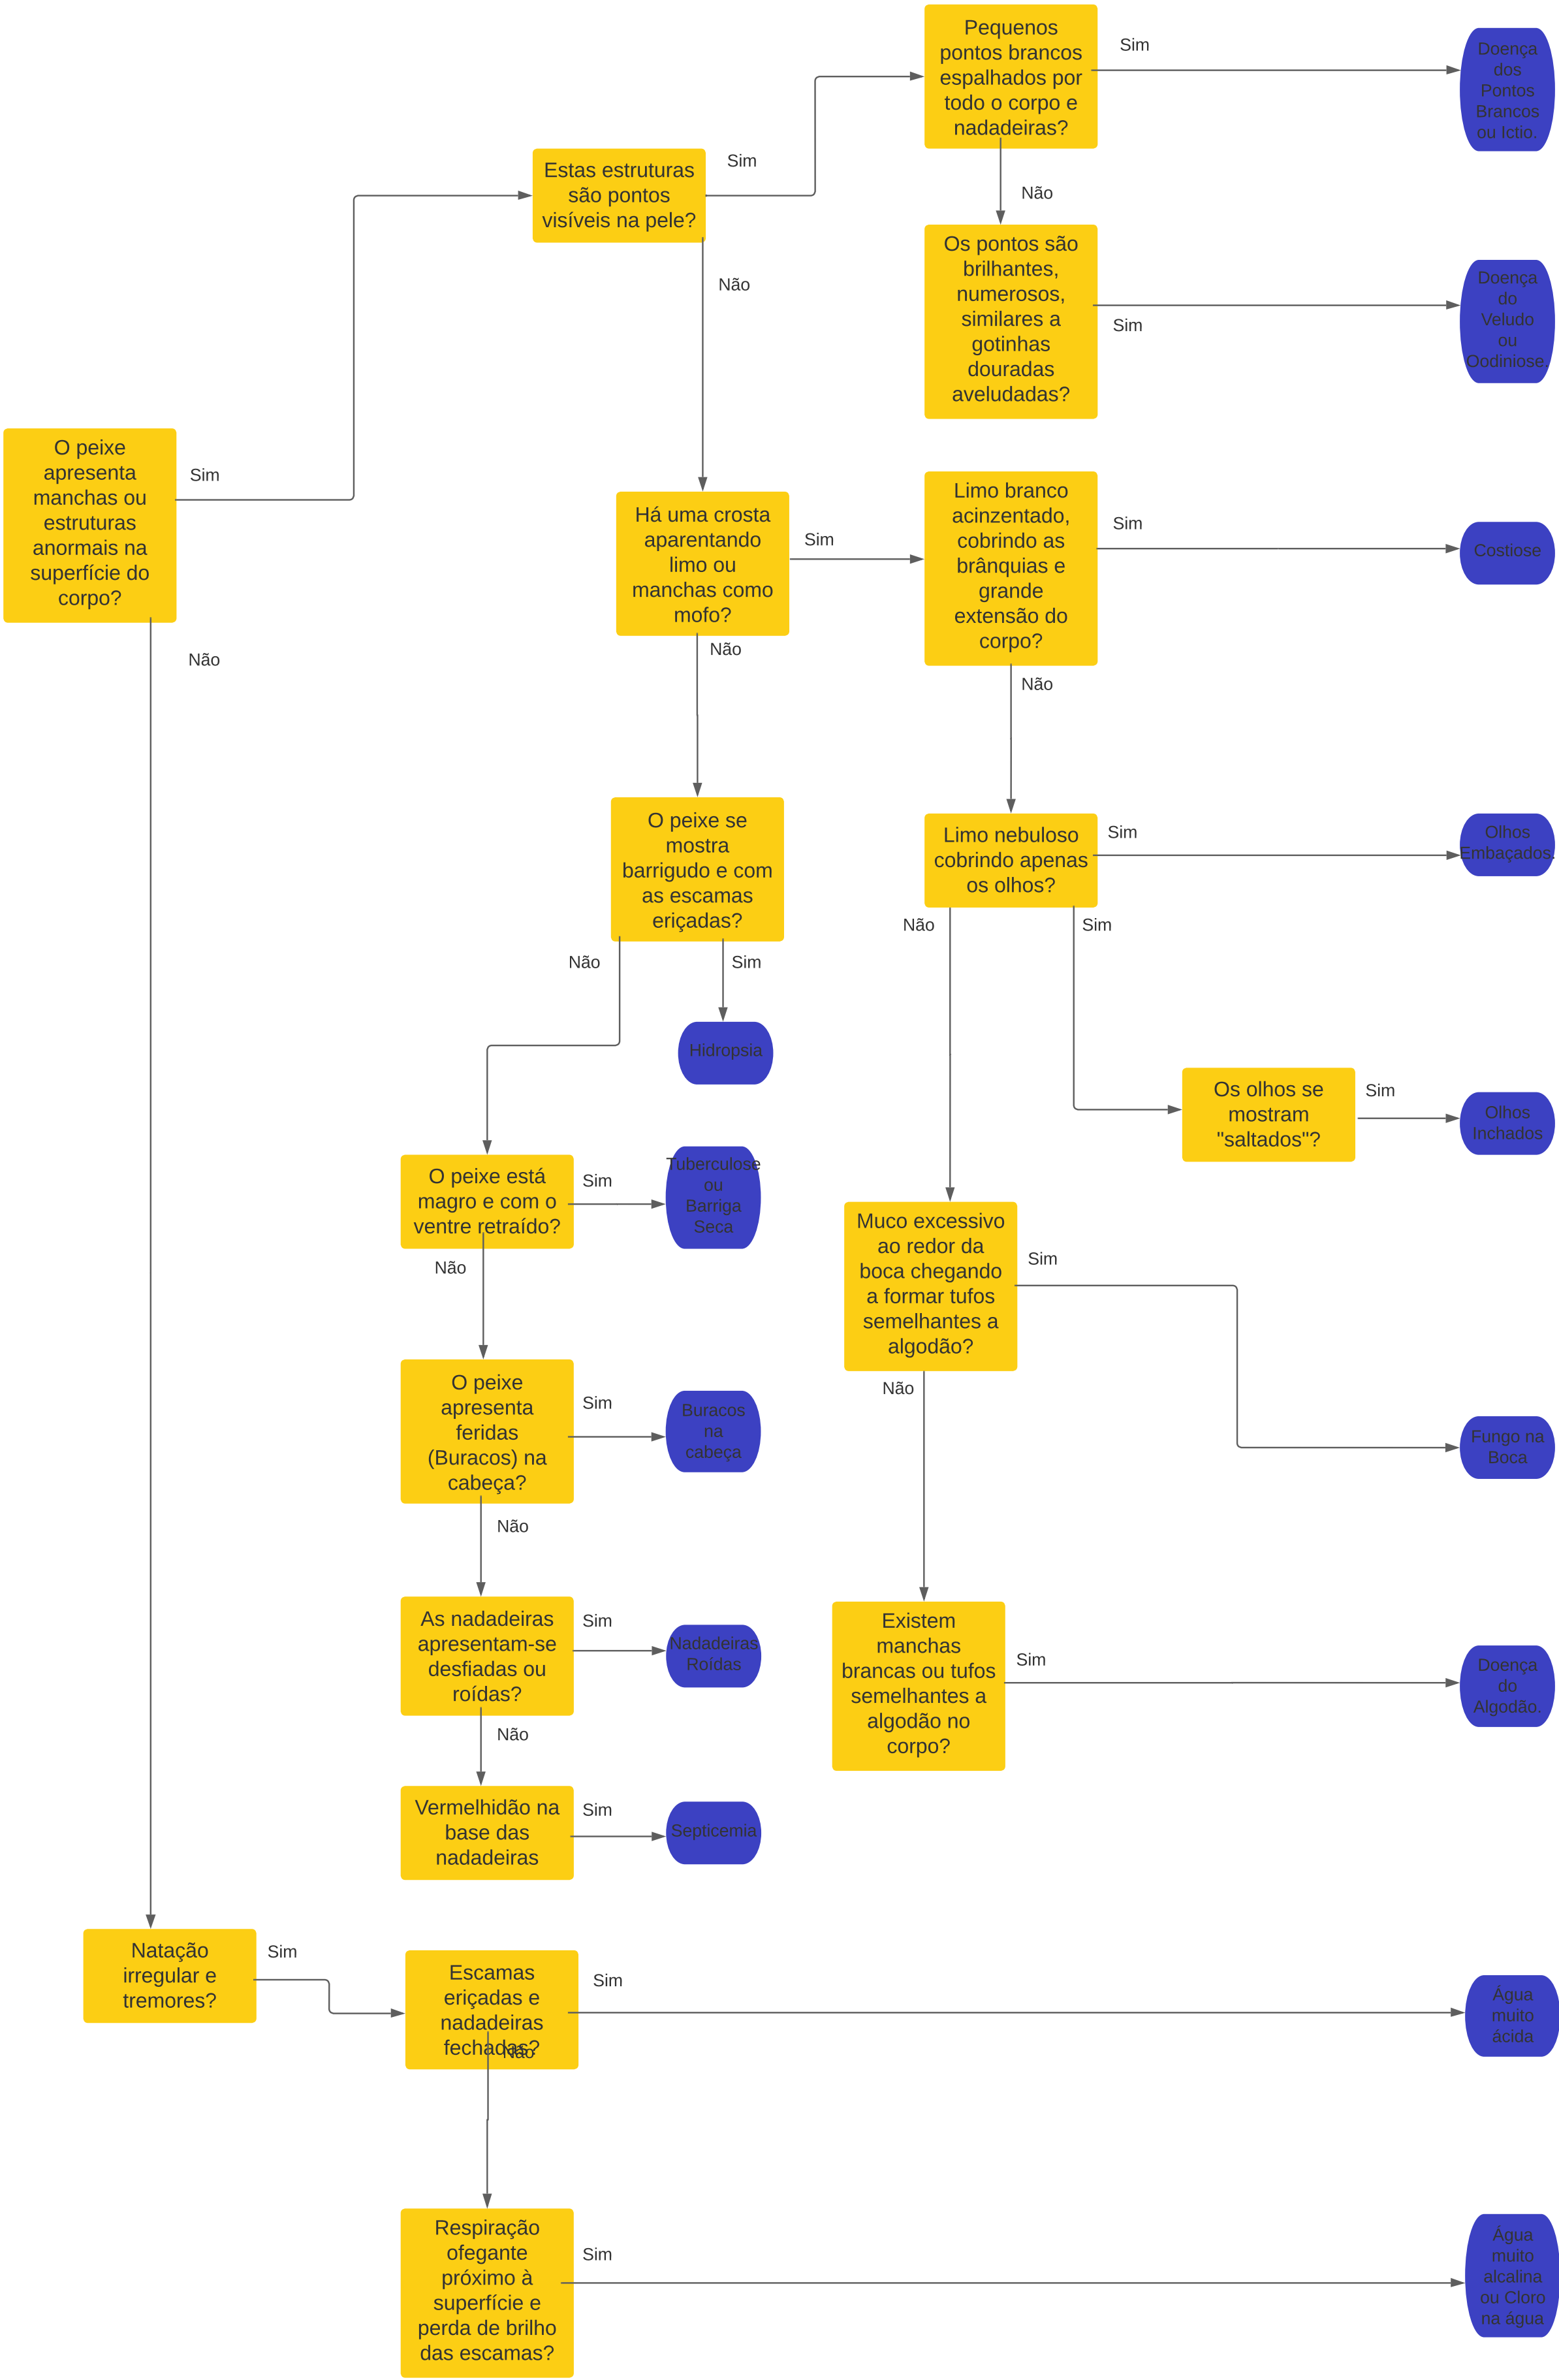 Pequenos
pontos brancos
espalhados por
todo o corpo e
nadadeiras?
Sim
Doença
dos
Pontos
Brancos
ou Ictio.
Estas estruturas
são pontos
visíveis na pele?
Sim
Não
Não
Os pontos são
brilhantes,
numerosos,
similares a
gotinhas
douradas
aveludadas?
Sim
Doença
do
Veludo
ou
Oodiniose.
O peixe
apresenta
manchas ou
estruturas
anormais na
superfície do
corpo?
Sim
Não
Há uma crosta
aparentando
limo ou
manchas como
mofo?
Sim
Não
Limo branco
acinzentado,
cobrindo as
brânquias e
grande
extensão do
corpo?
Sim
Não
Costiose
O peixe se
mostra
barrigudo e com
as escamas
eriçadas?
Não
Sim
Hidropsia
Limo nebuloso
cobrindo apenas
os olhos?
Sim
Olhos
Embaçados.
Não
Sim
Os olhos se
mostram
"saltados"?
Sim
Olhos
Inchados
O peixe está
magro e com o
ventre retraído?
Sim
Tuberculose
ou
Barriga
Seca
Não
Muco excessivo
ao redor da
boca chegando
a formar tufos
semelhantes a
algodão?
Sim
Não
Fungo na
Boca
O peixe
apresenta
feridas
(Buracos) na
cabeça?
Sim
Buracos
na
cabeça
Não
As nadadeiras
apresentam-se
desfiadas ou
roídas?
Sim
Nadadeiras
Roídas
Não
Existem
manchas
brancas ou tufos
semelhantes a
algodão no
corpo?
Sim
Doença
do
Algodão.
Vermelhidão na
base das
nadadeiras
Sim
Septicemia
Natação
irregular e
tremores?
Sim
Escamas
eriçadas e
nadadeiras
fechadas?
Sim
Não
Água
muito
ácida
Respiração
ofegante
próximo à
superfície e
perda de brilho
das escamas?
Sim
Água
muito
alcalina
ou Cloro
na água